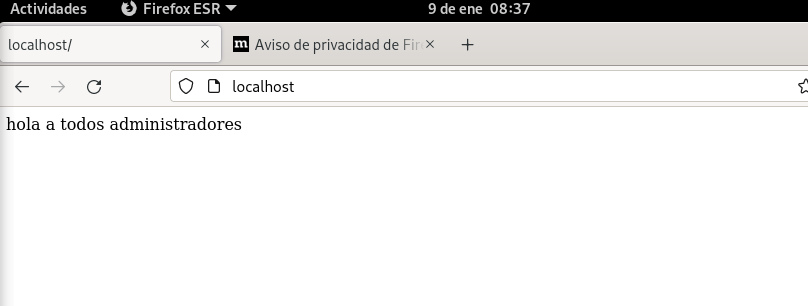 Actividades Firefox ESR 9 de ene 08:37
localhost/ m Aviso de privacidad de Fir
localhost
hola a todos administradores